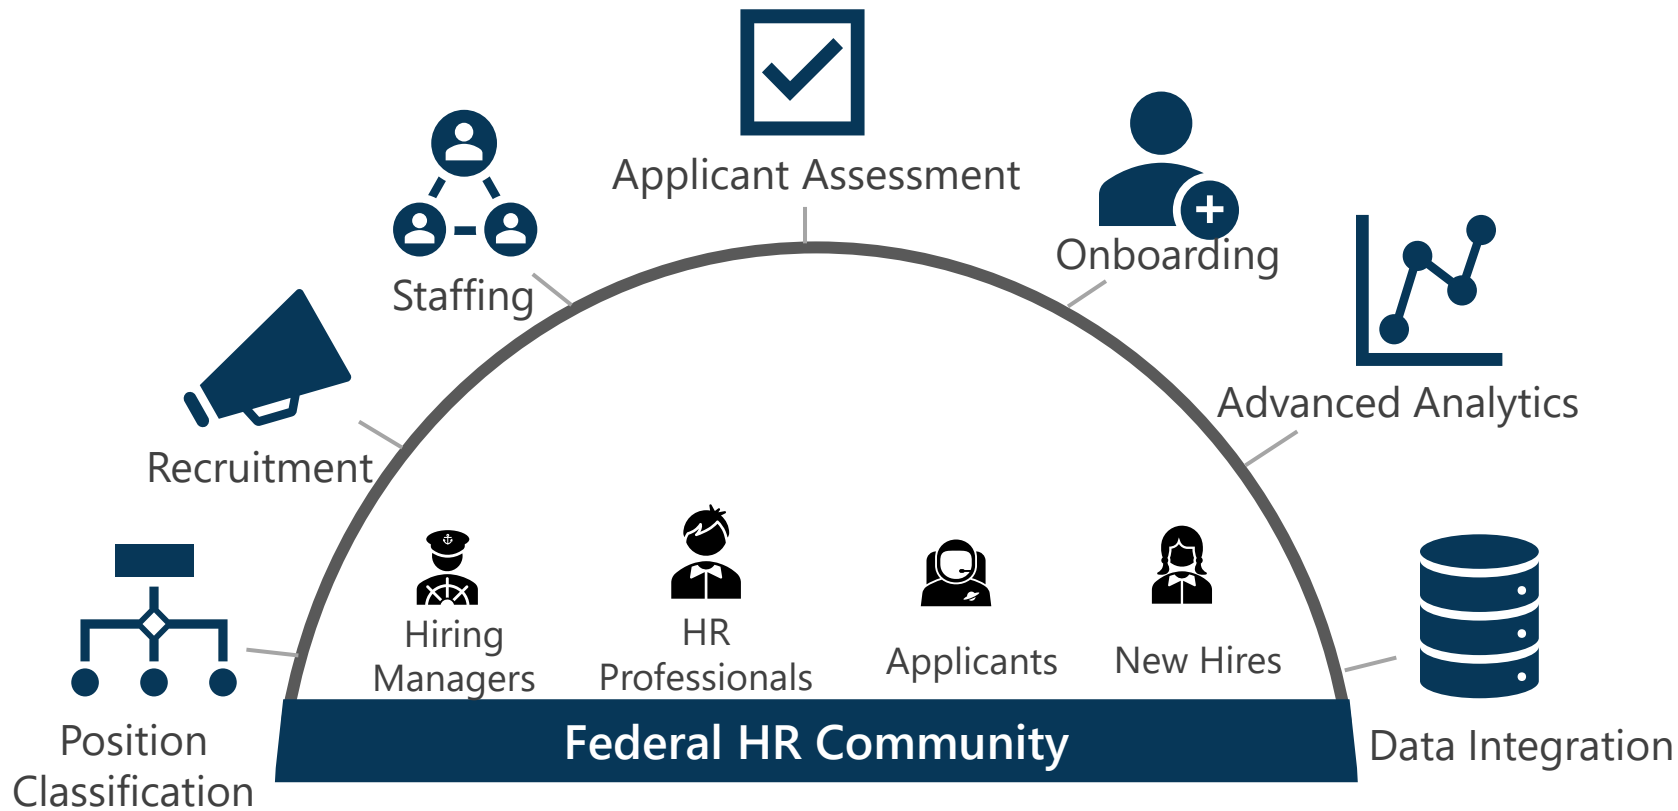 Applicant Assessment
Onboarding
Staffing
Advanced Analytics
Recruitment
Hiring
Managers
HR
Professionals
Applicants
New Hires
Position
Classification
Federal HR Community
Data Integration